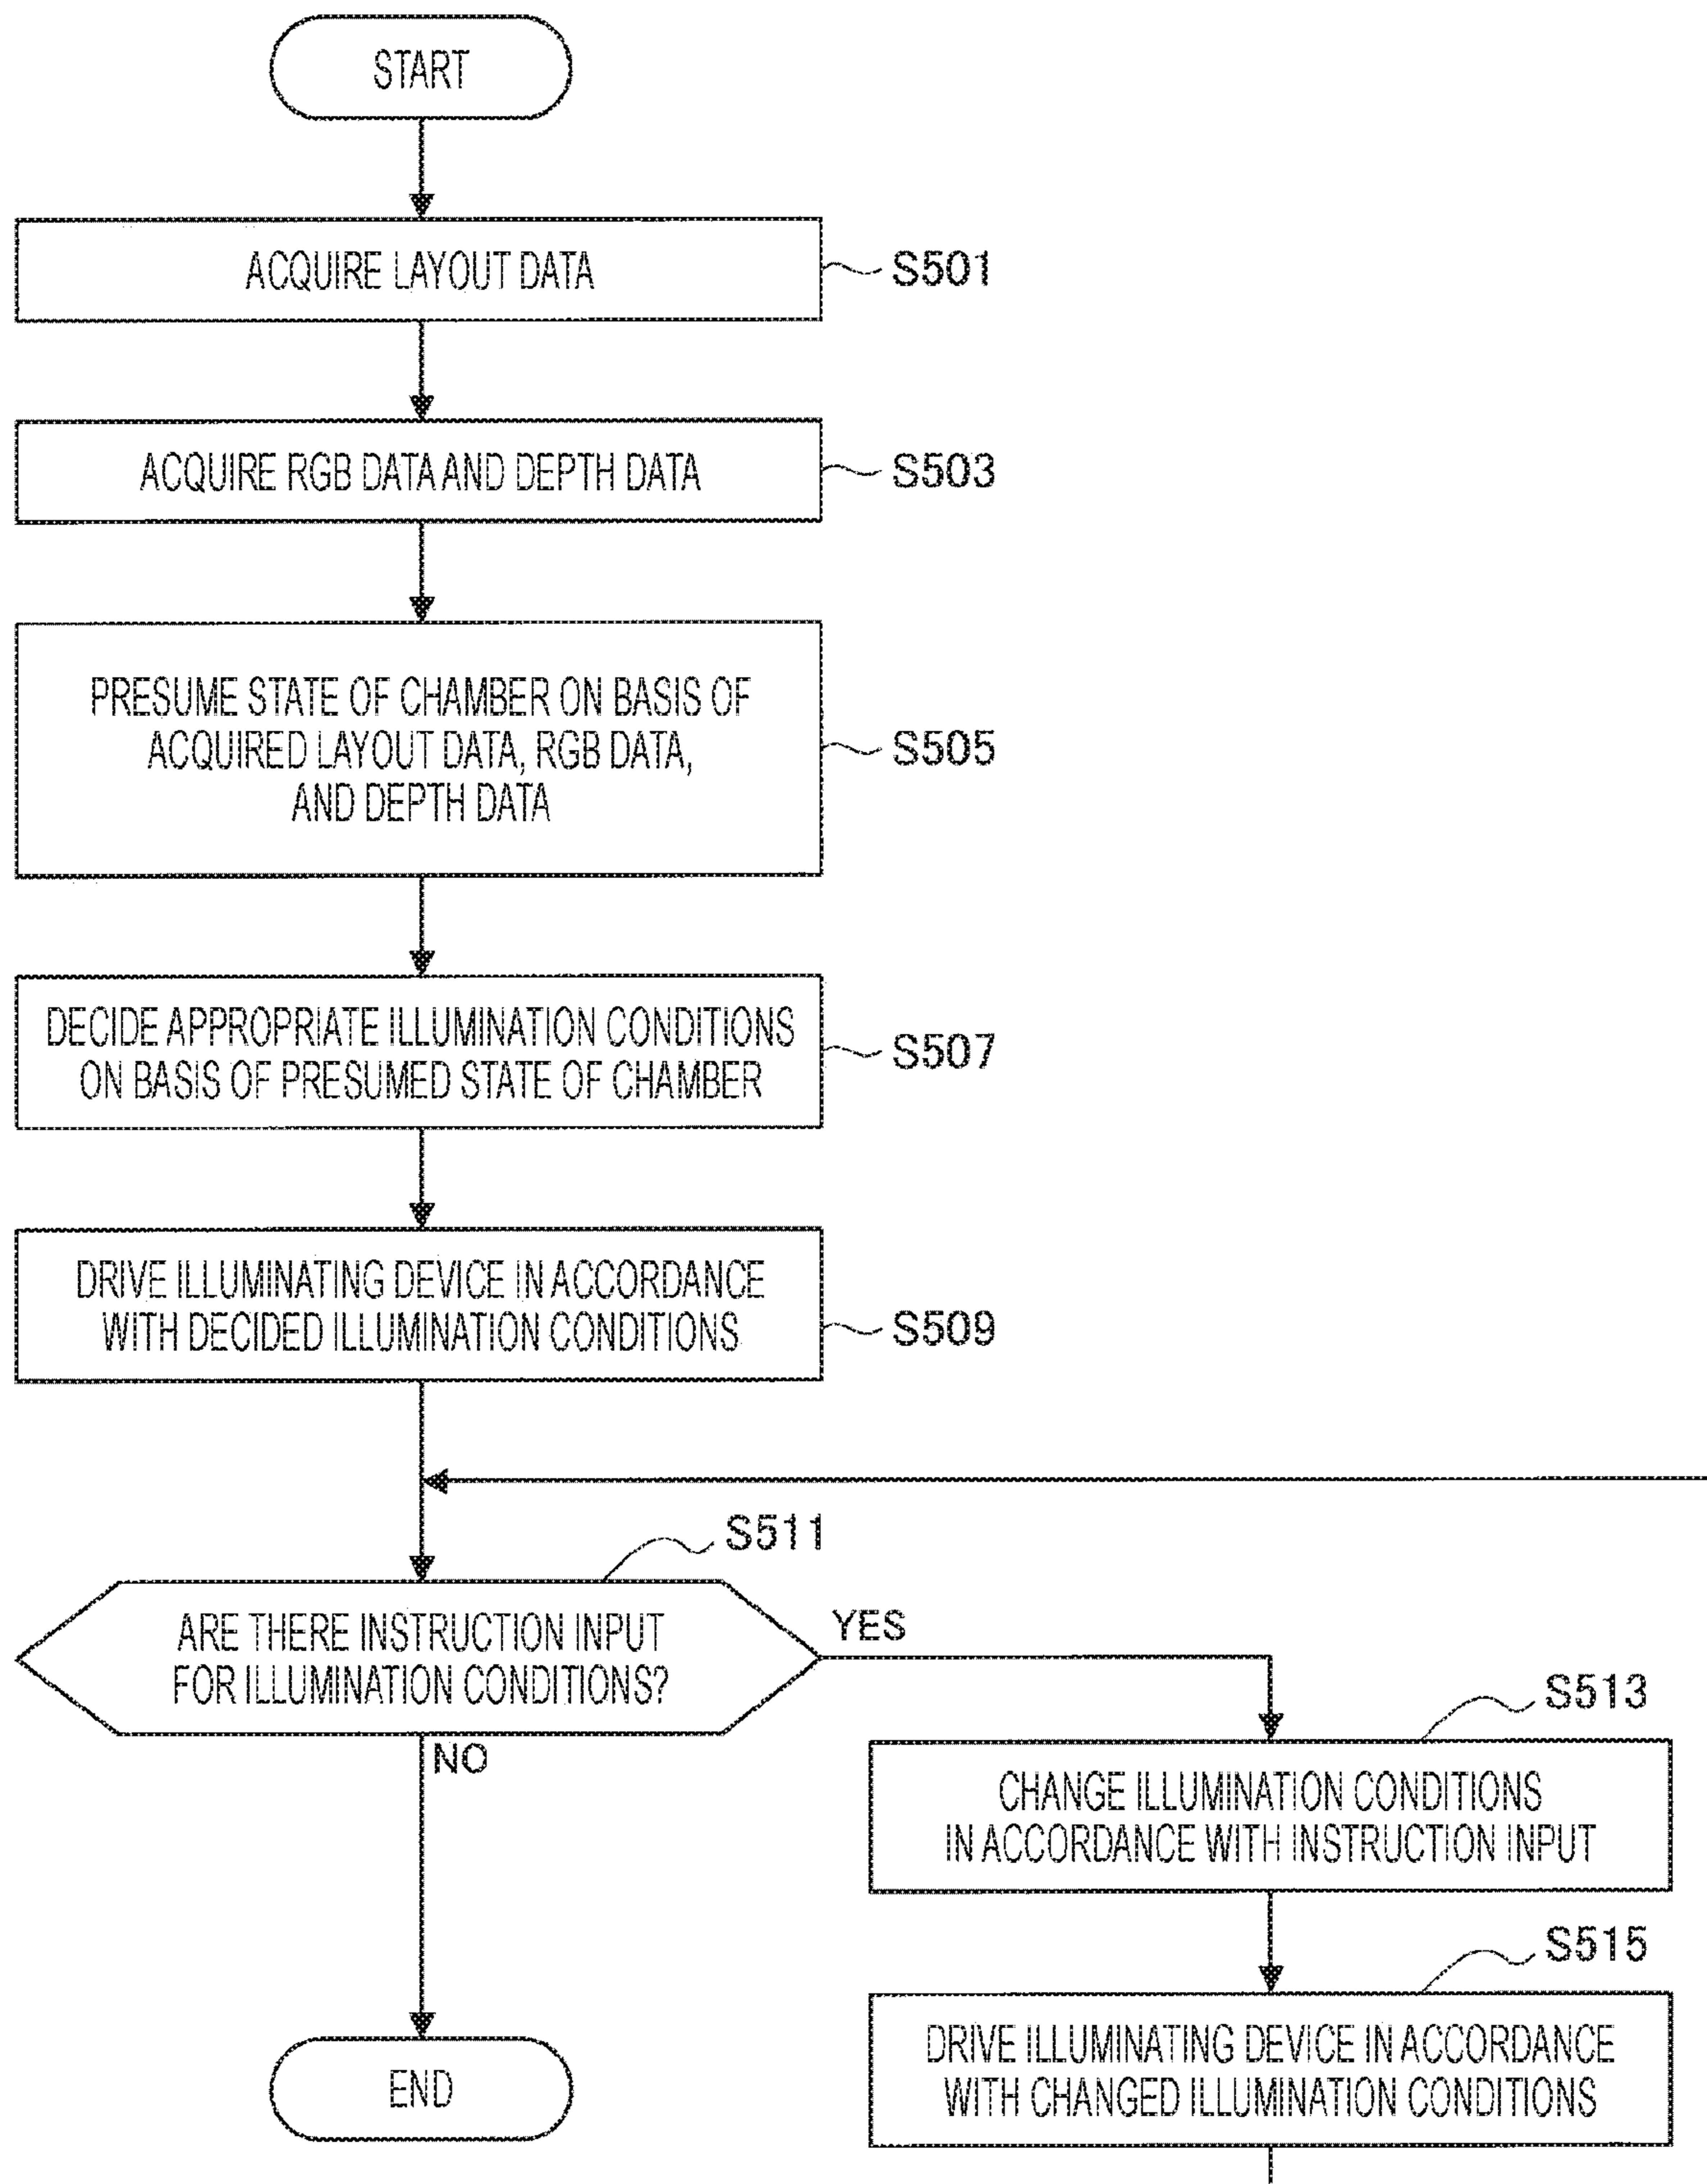 START
ACQUIRE LAYOUT DATA
S501
ACQUIRE RGB DATA AND DEPTH DATA
S503
PRESUME STATE OF CHAMBER ON BASIS OF
ACQUIRED LAYOUT DATA, RGB DATA,
AND DEPTH DATA
S505
DECIDE APPROPRIATE ILLUMINATION CONDITIONS
ON BASIS OF PRESUMED STATE OF CHAMBER
S507
DRIVE ILLUMINATING DEVICE IN ACCORDANCE
WITH DECIDED ILLUMINATION CONDITIONS
S509
S511
ARE THERE INSTRUCTION INPUT
FOR ILLUMINATION CONDITIONS?
YES
NO
S513
CHANGE ILLUMINATION CONDITIONS
IN ACCORDANCE WITH INSTRUCTION INPUT
S515
DRIVE ILLUMINATING DEVICE IN ACCORDANCE
WITH CHANGED ILLUMINATION CONDITIONS
END